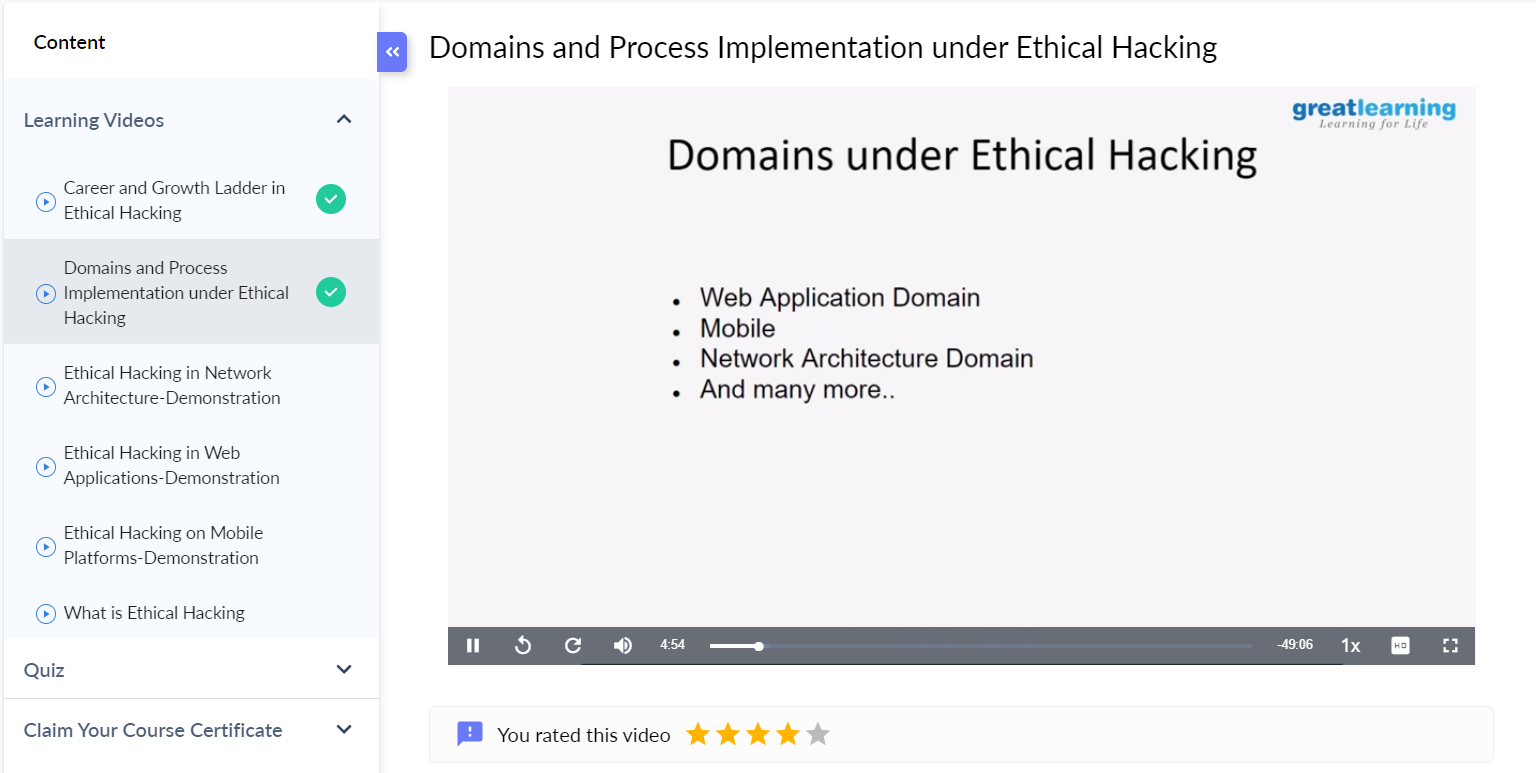 Content
Learning Videos
Career and Growth Ladder in
Ethical Hacking
Domains and Process
Implementation under Ethical
Hacking
Ethical Hacking in Network
Architecture-Demonstration
Ethical Hacking in Web
Applications-Demonstration
Ethical Hacking on Mobile
Platforms-Demonstration
What is Ethical Hacking
Quiz
Claim Your Course Certificate
Domains and Process Implementation under Ethical Hacking
greatlearning
Learning for Life
Domains under Ethical Hacking
• Web Application Domain
• Mobile
• Network Architecture Domain
• And many more..
4:54 -49:06 1x HD
You rated this video